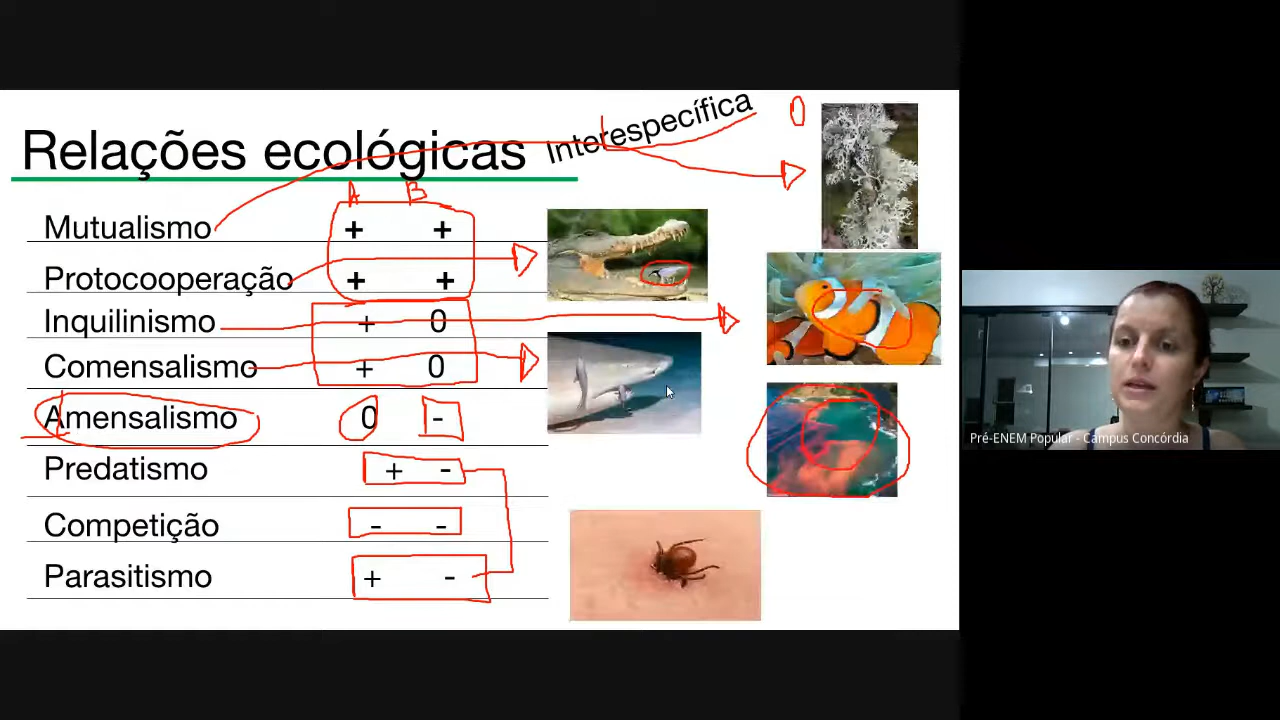 Relações ecológicas
Interespecífica
0
A B
Mutualismo + +
Protocooperação + +
Inquilinismo + 0
Comensalismo + 0
Amensalismo 0 -
Predatismo + -
Competição - -
Parasitismo + -
Pré-ENEM Popular - Campus Concórdia